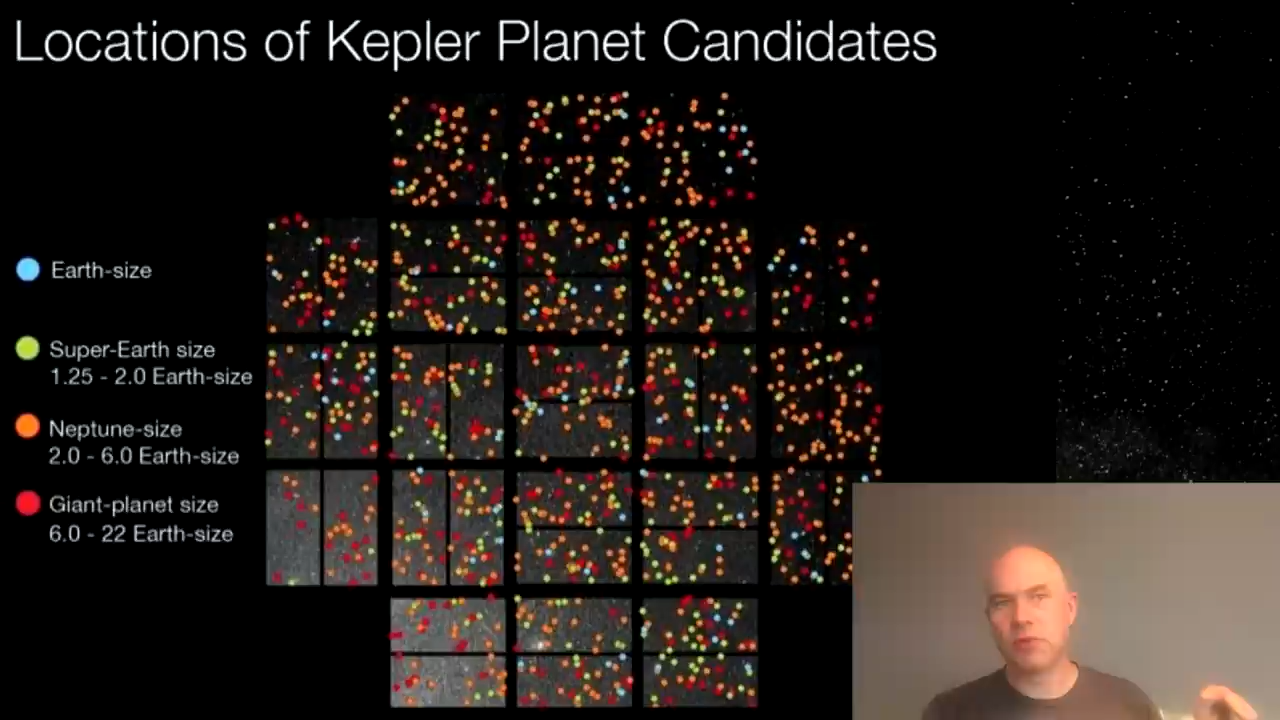 Locations of Kepler Planet Candidates
Earth-size
Super-Earth size
1.25 - 2.0 Earth-size
Neptune-size
2.0 - 6.0 Earth-size
Giant-planet size
6.0 - 22 Earth-size